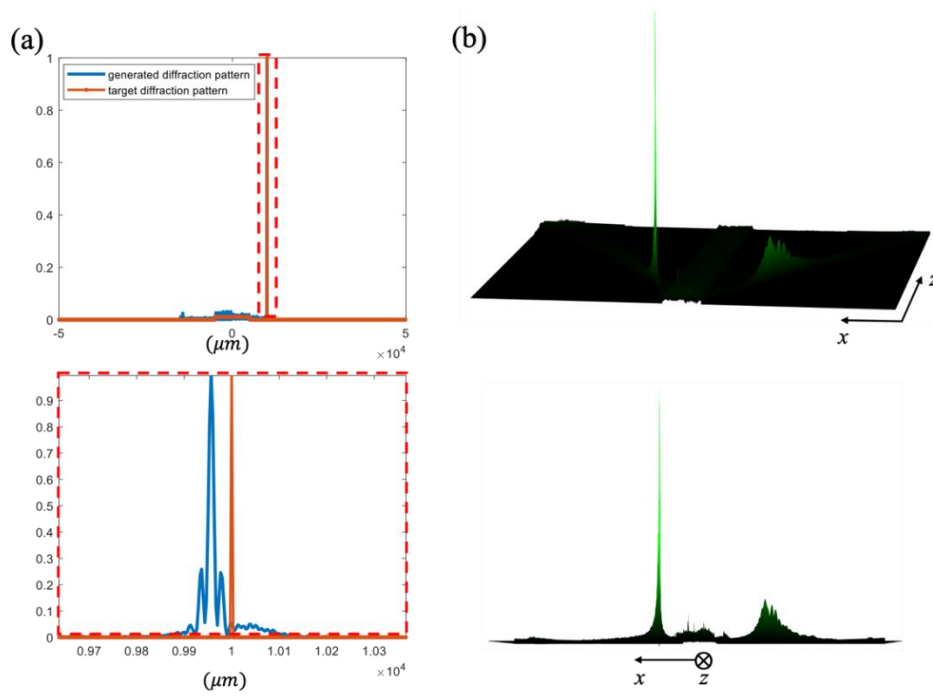 (a)
(b)
1
generated diffraction pattern
target diffraction pattern
0.8
0.6
0.4
0.2
0
-5
0
5
(μm)
×10⁴
z
x
0.9
0.8
0.7
0.6
0.5
0.4
0.3
0.2
0.1
0
0.97
0.98
0.99
1
1.01
1.02
1.03
(μm)
×10⁴
x
z